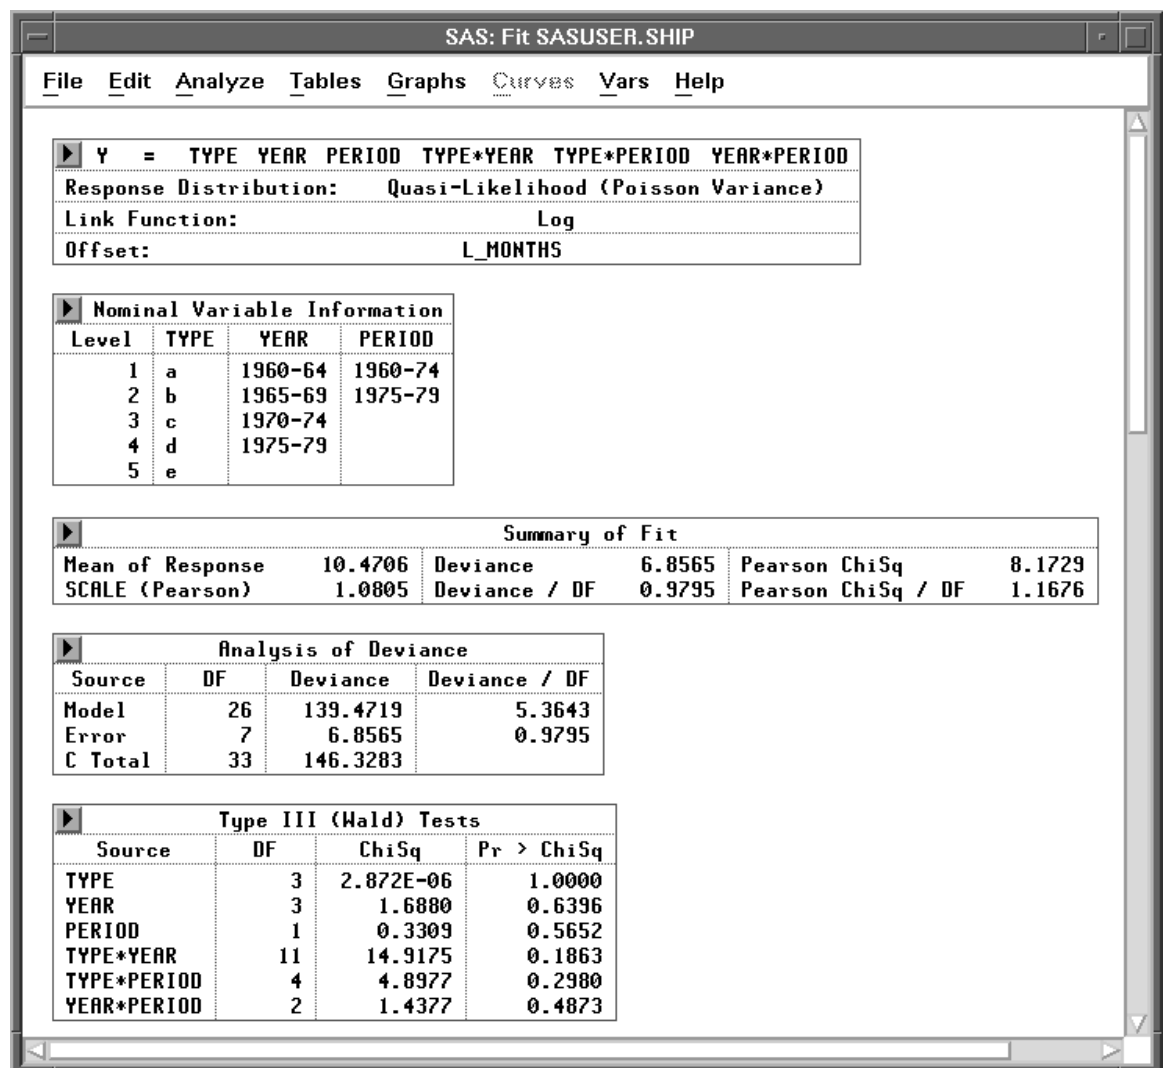 SAS: Fit SASUSER.SHIP
File Edit Analyze Tables Graphs Curves Vars Help
Y = TYPE YEAR PERIOD TYPE*YEAR TYPE*PERIOD YEAR*PERIOD
Response Distribution: Quasi-Likelihood (Poisson Variance)
Link Function: Log
Offset: L_MONTHS
Nominal Variable Information
Level TYPE YEAR PERIOD
1 a 1960-64 1960-74
2 b 1965-69 1975-79
3 c 1970-74
4 d 1975-79
5 e
Summary of Fit
Mean of Response 10.4706 Deviance 6.8565 Pearson ChiSq 8.1729
SCALE (Pearson) 1.0805 Deviance / DF 0.9795 Pearson ChiSq / DF 1.1676
Analysis of Deviance
Source DF Deviance Deviance / DF
Model 26 139.4719 5.3643
Error 7 6.8565 0.9795
C Total 33 146.3283
Type III (Wald) Tests
Source DF ChiSq Pr > ChiSq
TYPE 3 2.872E-06 1.0000
YEAR 3 1.6880 0.6396
PERIOD 1 0.3309 0.5652
TYPE*YEAR 11 14.9175 0.1863
TYPE*PERIOD 4 4.8977 0.2980
YEAR*PERIOD 2 1.4377 0.4873